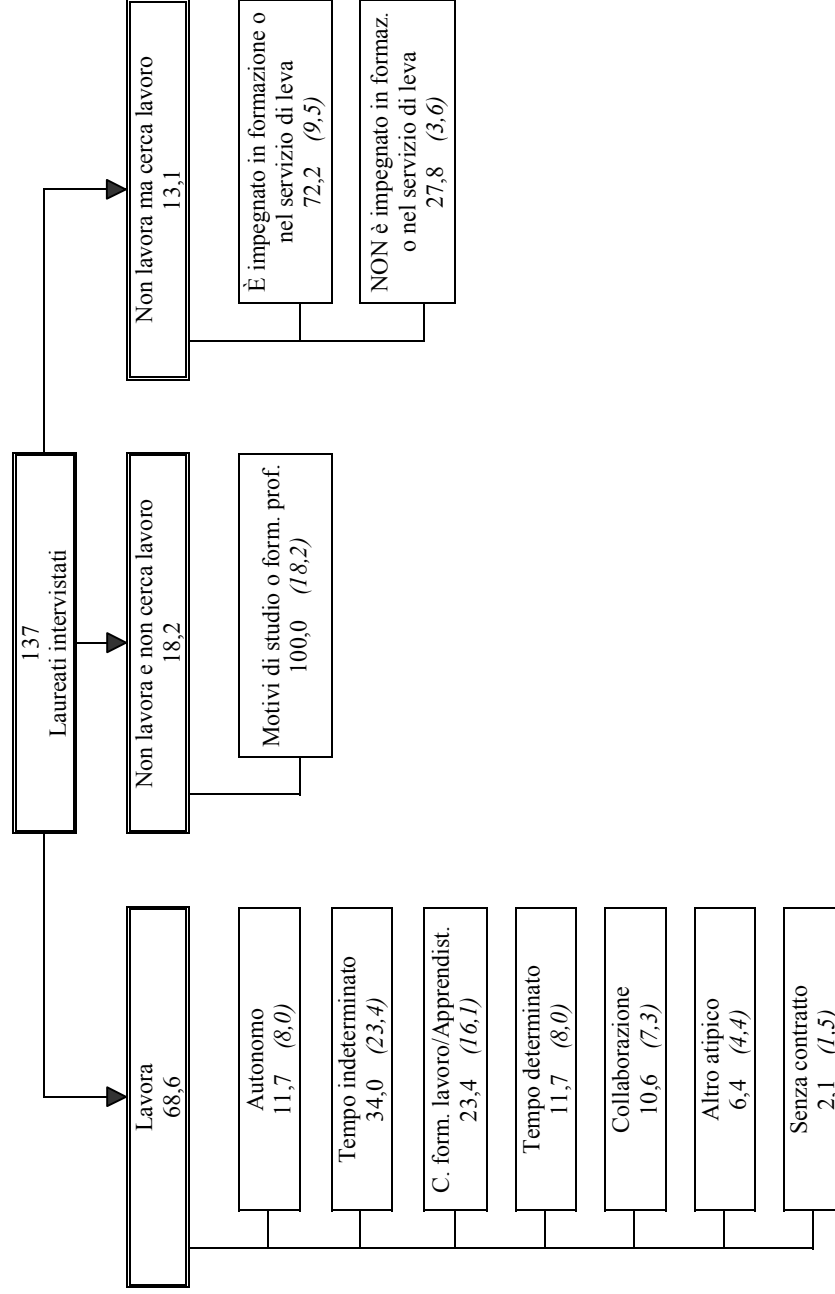 137
Laureati intervistati
Lavora
68,6
Autonomo
11,7 (8,0)
Tempo indeterminato
34,0 (23,4)
C. form. lavoro/Apprendist.
23,4 (16,1)
Tempo determinato
11,7 (8,0)
Collaborazione
10,6 (7,3)
Altro atipico
6,4 (4,4)
Senza contratto
2,1 (1,5)
Non lavora e non cerca lavoro
18,2
Motivi di studio o form. prof.
100,0 (18,2)
Non lavora ma cerca lavoro
13,1
È impegnato in formazione o
nel servizio di leva
72,2 (9,5)
NON è impegnato in formaz.
o nel servizio di leva
27,8 (3,6)